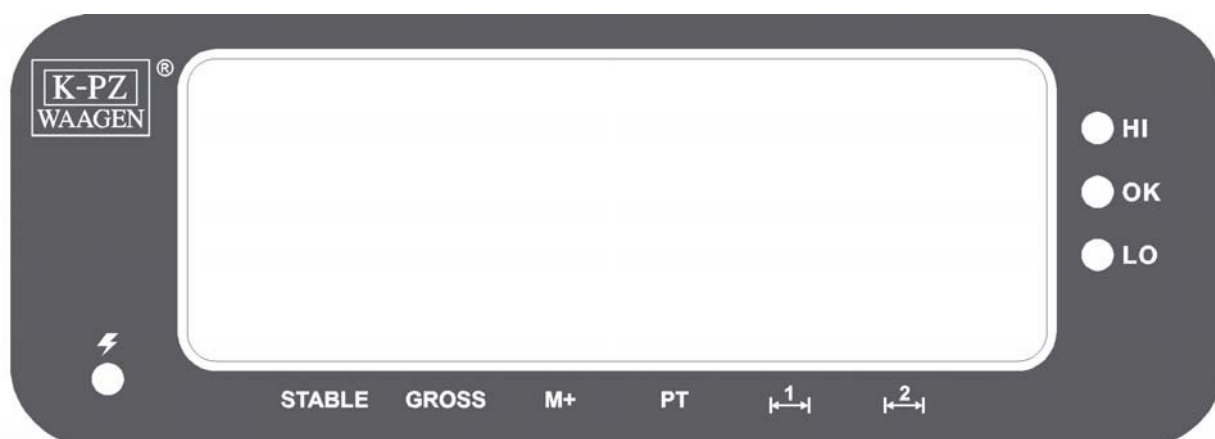 K-PZ ®
WAAGEN
HI
OK
LO
STABLE GROSS M+ PT 1 2